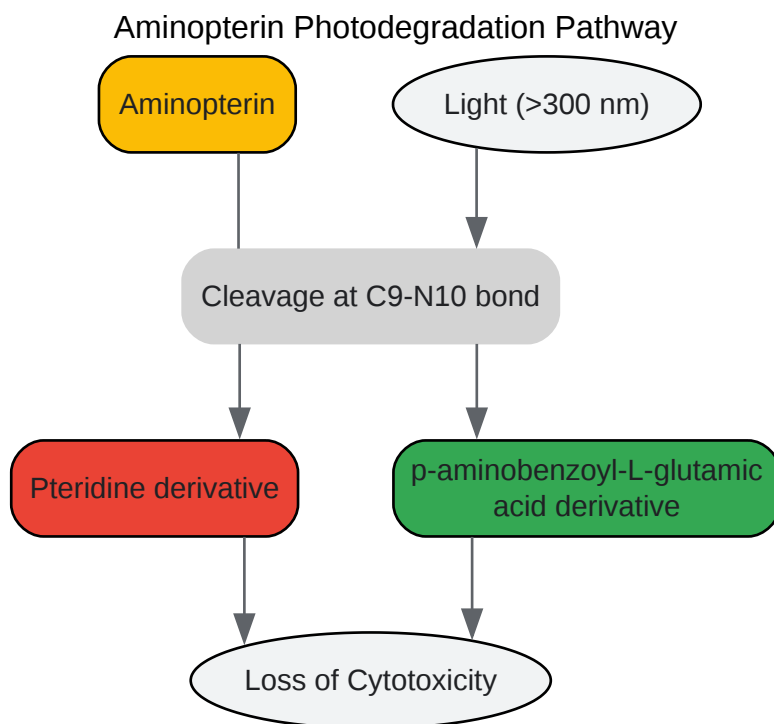 Aminopterin Photodegradation Pathway
Aminopterin
Light (>300 nm)
Cleavage at C9-N10 bond
Pteridine derivative
p-aminobenzoyl-L-glutamic
acid derivative
Loss of Cytotoxicity